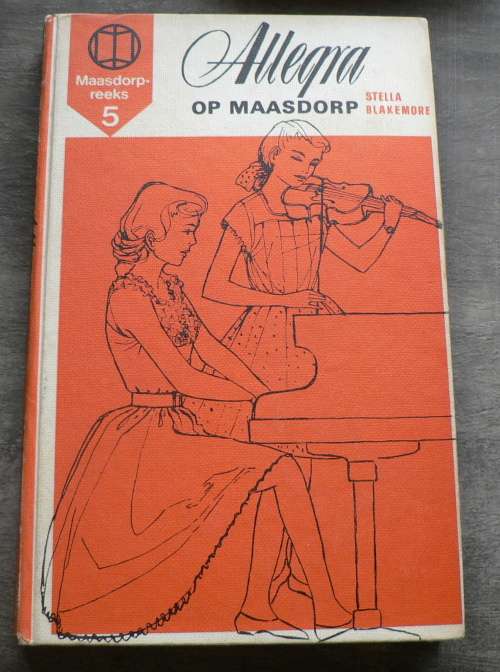 Maasdorp-
reeks
5
Allegra
OP MAASDORP
STELLA
BLAKEMORE